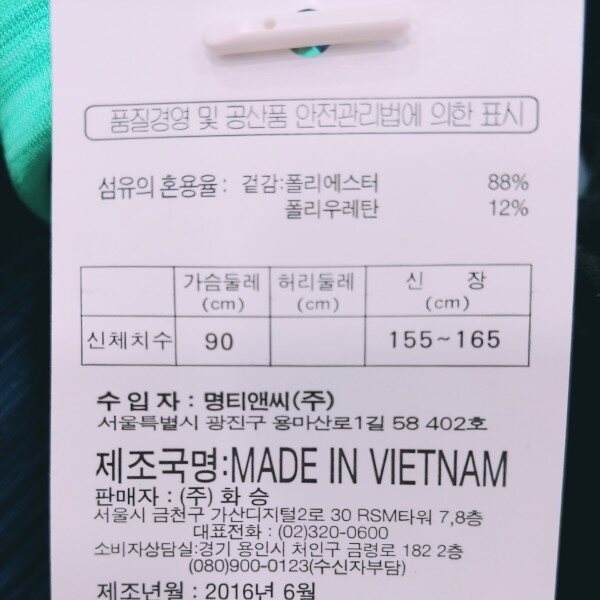 품질경영 및 공산품 안전관리법에 의한 표시
섬유의 혼용율 : 겉감:폴리에스터 88%
폴리우레탄 12%
가슴둘레 (cm) 허리둘레 (cm) 신 장 (cm)
신체치수 90 155~165
수 입 자 : 명티앤씨(주)
서울특별시 광진구 용마산로1길 58 402호
제조국명:MADE IN VIETNAM
판매자 : (주) 화 승
서울시 금천구 가산디지털2로 30 RSM타워 7,8층
대표전화 : (02)320-0600
소비자상담실:경기 용인시 처인구 금령로 182 2층
(080)900-0123(수신자부담)
제조년월 : 2016년 6월